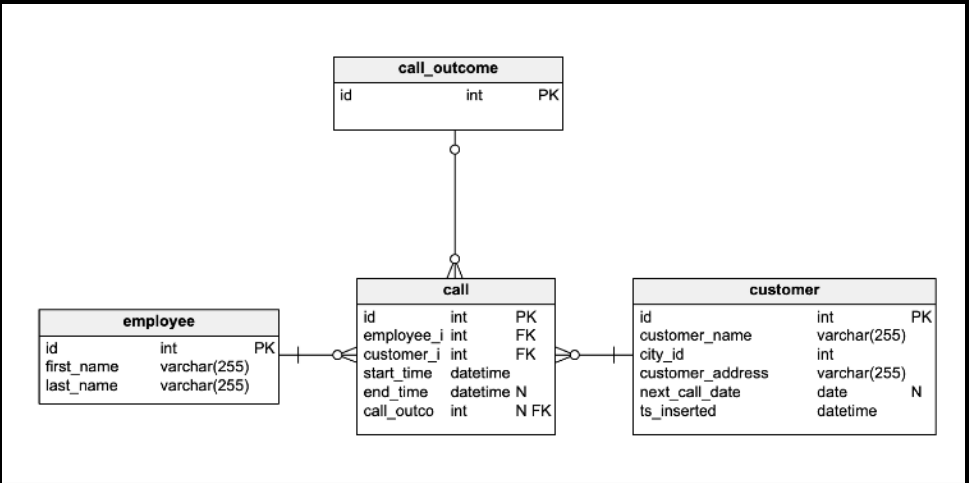 call_outcome
id int PK
employee
id int PK
first_name varchar(255)
last_name varchar(255)
call
id int PK
employee_i int FK
customer_i int FK
start_time datetime
end_time datetime N
call_outco int N FK
customer
id int PK
customer_name varchar(255)
city_id int
customer_address varchar(255)
next_call_date date N
ts_inserted datetime